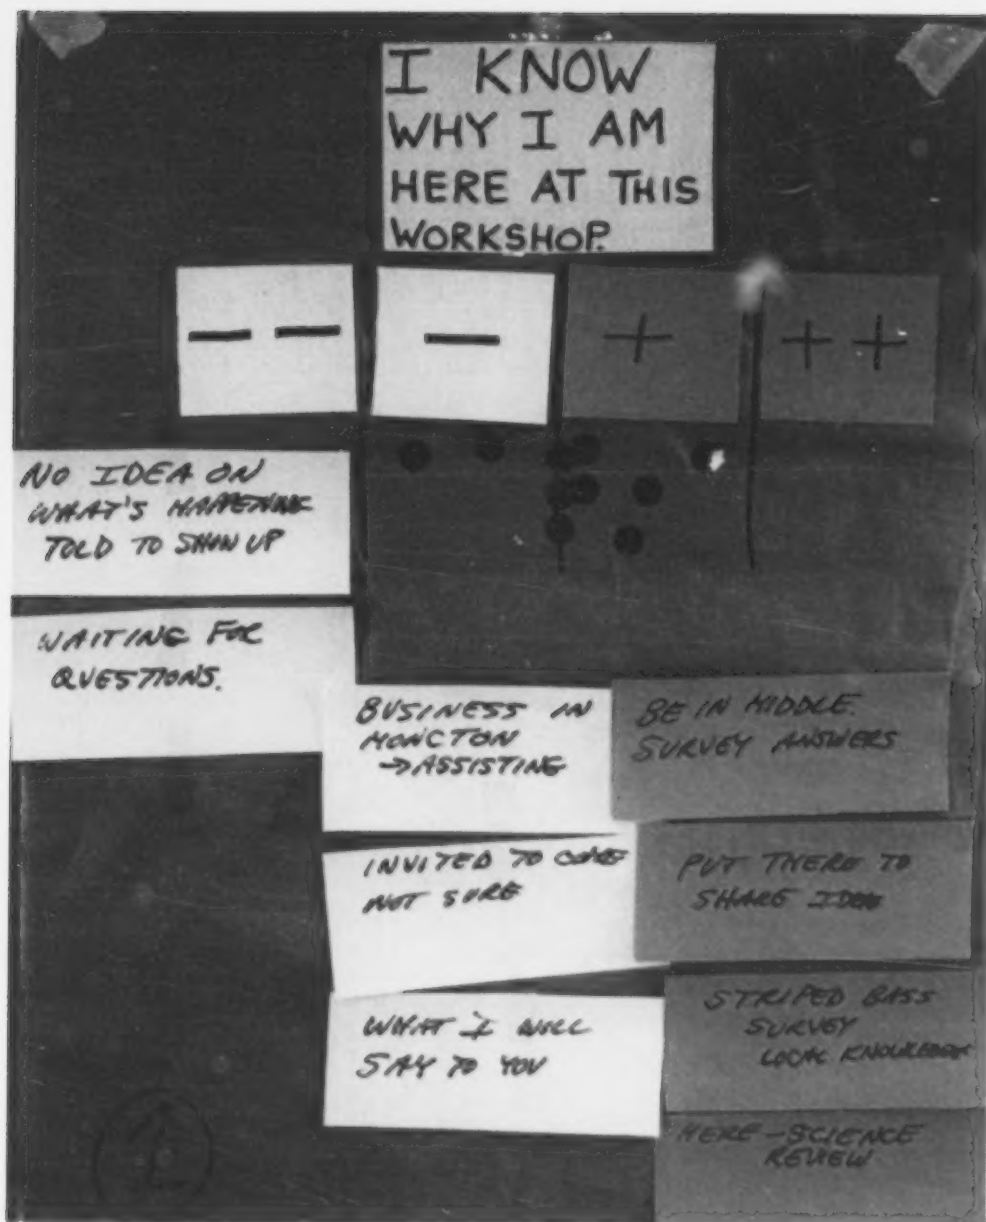 I KNOW
WHY I AM
HERE AT THIS
WORKSHOP.
— —
—
+
++
NO IDEA ON
WHAT'S HAPPENING
TOLD TO SHOW UP
WAITING FOR
QUESTIONS.
BUSINESS IN
MONCTON
→ASSISTING
BE IN MIDDLE.
SURVEY ANSWERS
INVITED TO COME
NOT SURE
PUT THERE TO
SHARE IDEAS
WHAT I WILL
SAY TO YOU
STRIPED BASS
SURVEY
LOCAL KNOWLEDGE
HERE-SCIENCE
REVIEW